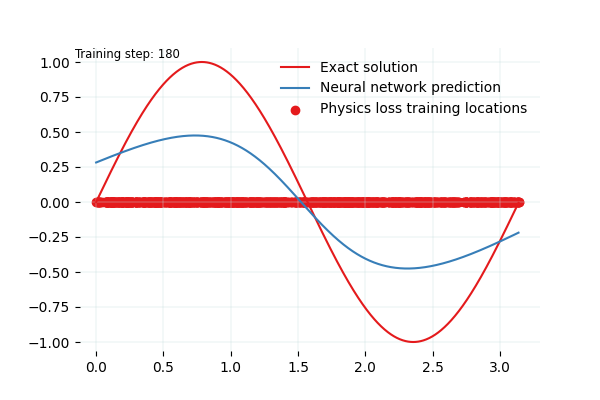 Training step: 180
Exact solution
Neural network prediction
Physics loss training locations
1.00
0.75
0.50
0.25
0.00
−0.25
−0.50
−0.75
−1.00
0.0 0.5 1.0 1.5 2.0 2.5 3.0